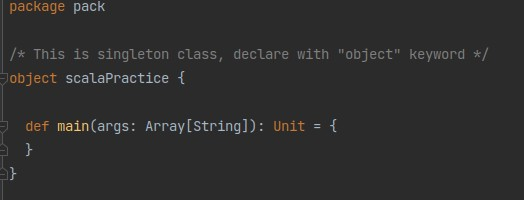 package pack
/* This is singleton class, declare with "object" keyword */
object scalaPractice {
def main(args: Array[String]): Unit = {
}
}